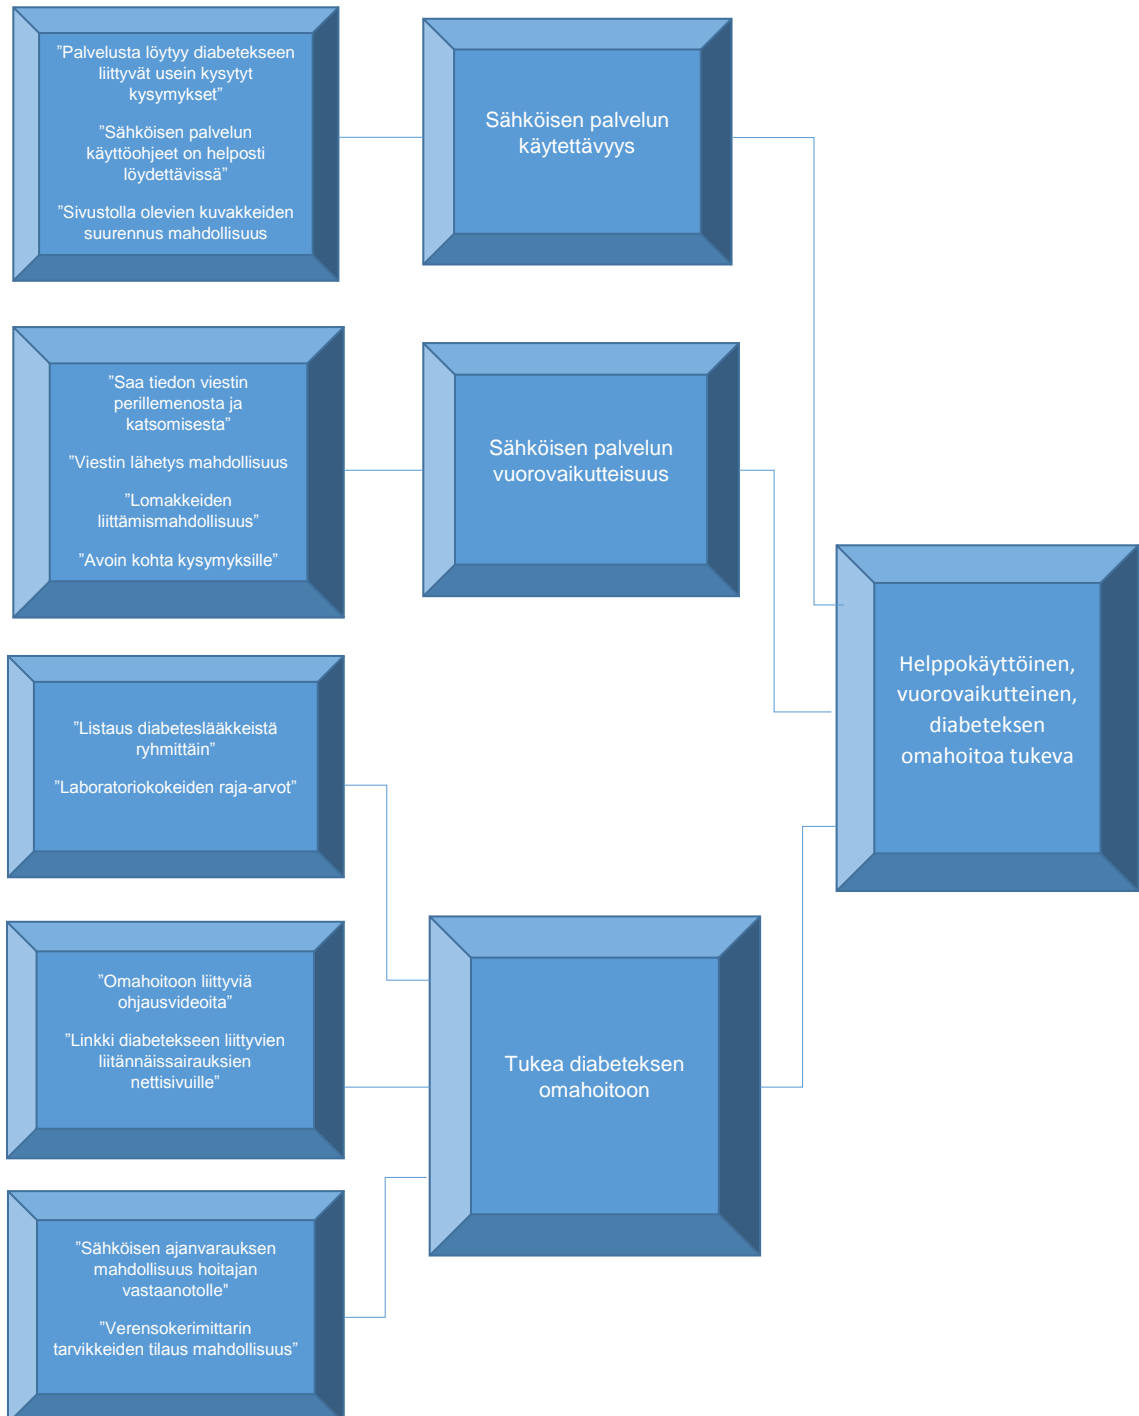 ”Palvelusta löytyy diabetekseen
liittyvät usein kysytyt
kysymykset”
”Sähköisen palvelun
käyttöohjeet on helposti
löydettävissä”
”Sivustolla olevien kuvakkeiden
suurennus mahdollisuus
Sähköisen palvelun
käytettävyys
”Saa tiedon viestin
perillemenosta ja
katsomisesta”
”Viestin lähetys mahdollisuus
”Lomakkeiden
liittämismahdollisuus”
”Avoin kohta kysymyksille”
Sähköisen palvelun
vuorovaikutteisuus
”Listaus diabeteslääkkeistä
ryhmittäin”
”Laboratoriokokeiden raja-arvot”
”Omahoitoon liittyviä
ohjausvideoita”
”Linkki diabetekseen liittyvien
liitännäissairauksien
nettisivuille”
”Sähköisen ajanvarauksen
mahdollisuus hoitajan
vastaanotolle”
”Verensokerimittarin
tarvikkeiden tilaus mahdollisuus”
Tukea diabeteksen
omahoitoon
Helppokäyttöinen,
vuorovaikutteinen,
diabeteksen
omahoitoa tukeva